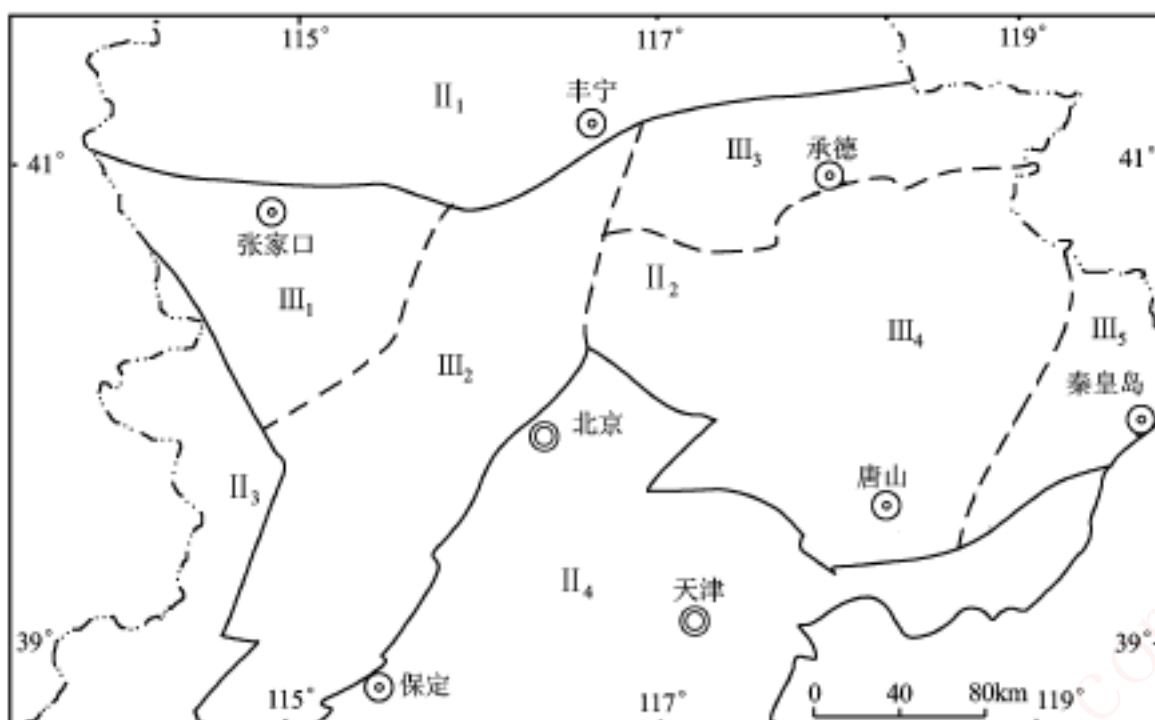 115° 117° 119°
II₁ 丰宁
41° III₃ 承德 41°
张家口
III₁ II₂
III₂ III₄ III₅
秦皇岛
北京
II₃ 唐山
II₄ 天津
39° 39°
保定
0 40 80km
115° 117° 119°
com